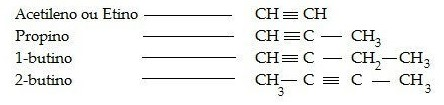 Acetileno ou Etino ———— CH ≡ CH
Propino ———— CH ≡ C — CH₃
1-butino ———— CH ≡ C — CH₂—CH₃
2-butino ———— CH₃— C ≡ C — CH₃